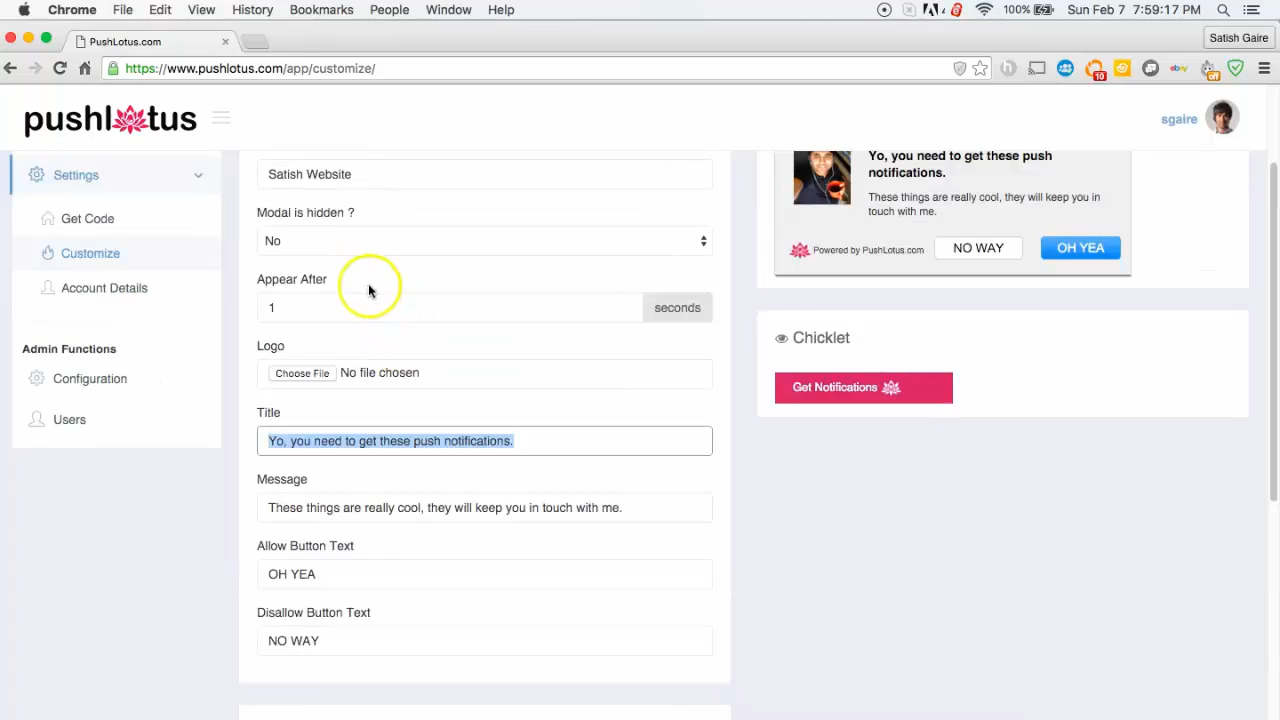 Chrome File Edit View History Bookmarks People Window Help 100% Sun Feb 7 7:59:17 PM
PushLotus.com Satish Gaire
https://www.pushlotus.com/app/customize/ 10 ebay off
pushlotus sgaire
Settings
Get Code
Customize
Account Details
Admin Functions
Configuration
Users
Satish Website
Modal is hidden ?
No
Appear After
1 seconds
Logo
Choose File No file chosen
Title
Yo, you need to get these push notifications.
Message
These things are really cool, they will keep you in touch with me.
Allow Button Text
OH YEA
Disallow Button Text
NO WAY
Yo, you need to get these push
notifications.
These things are really cool, they will keep you in
touch with me.
Powered by PushLotus.com NO WAY OH YEA
Chicklet
Get Notifications